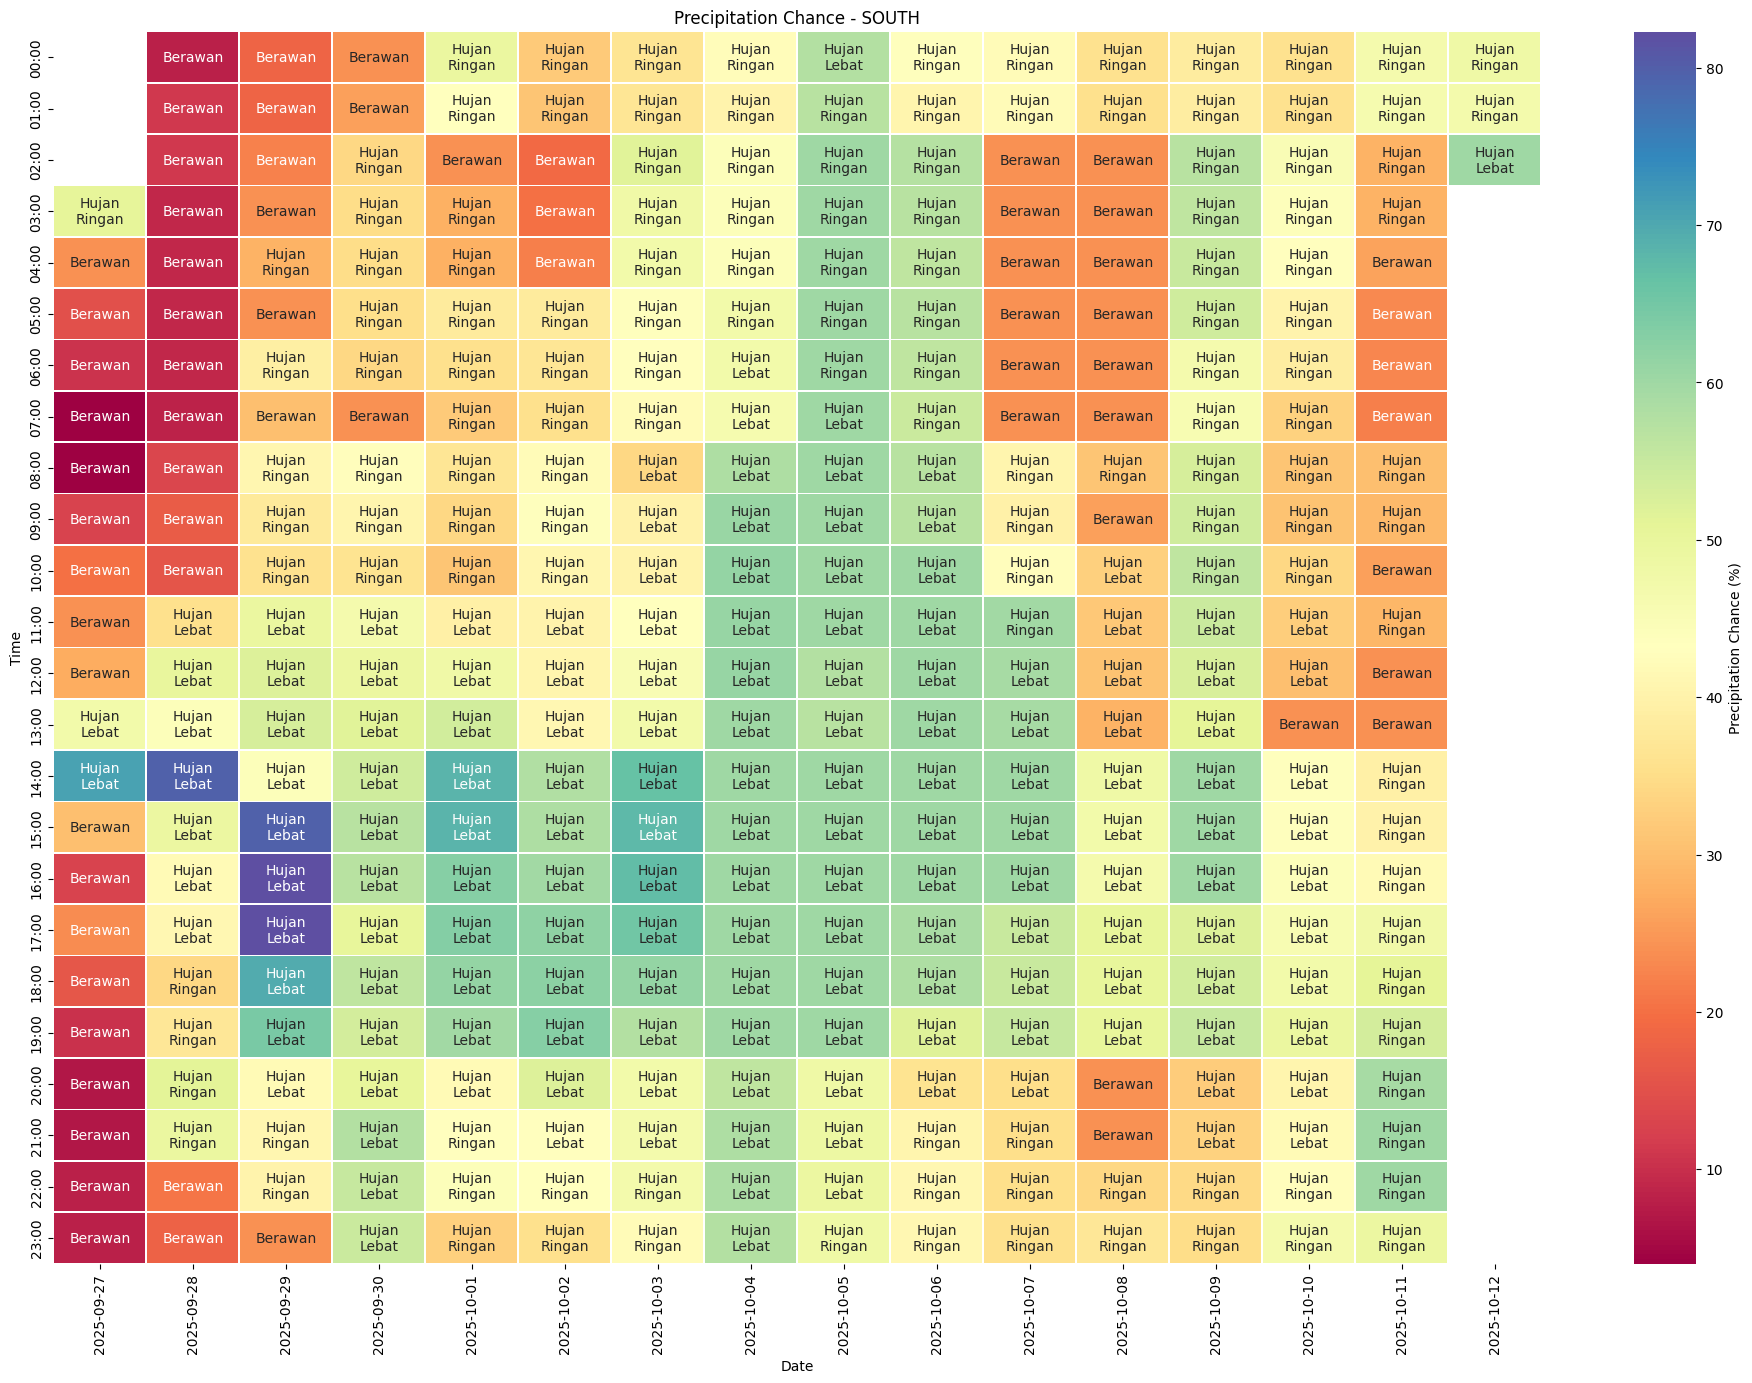 Precipitation Chance - SOUTH
00:00 Berawan Berawan Berawan Hujan Ringan Hujan Ringan Hujan Ringan Hujan Ringan Hujan Lebat Hujan Ringan Hujan Ringan Hujan Ringan Hujan Ringan Hujan Ringan Hujan Ringan Hujan Ringan
01:00 Berawan Berawan Berawan Hujan Ringan Hujan Ringan Hujan Ringan Hujan Ringan Hujan Ringan Hujan Ringan Hujan Ringan Hujan Ringan Hujan Ringan Hujan Ringan Hujan Ringan Hujan Ringan
02:00 Berawan Berawan Hujan Ringan Berawan Berawan Hujan Ringan Hujan Ringan Hujan Ringan Hujan Ringan Berawan Berawan Hujan Ringan Hujan Ringan Hujan Ringan Hujan Lebat
03:00 Hujan Ringan Berawan Berawan Hujan Ringan Hujan Ringan Berawan Hujan Ringan Hujan Ringan Hujan Ringan Hujan Ringan Berawan Berawan Hujan Ringan Hujan Ringan Hujan Ringan
04:00 Berawan Berawan Hujan Ringan Hujan Ringan Hujan Ringan Berawan Hujan Ringan Hujan Ringan Hujan Ringan Hujan Ringan Berawan Berawan Hujan Ringan Hujan Ringan Berawan
05:00 Berawan Berawan Berawan Hujan Ringan Hujan Ringan Hujan Ringan Hujan Ringan Hujan Ringan Hujan Ringan Hujan Ringan Berawan Berawan Hujan Ringan Hujan Ringan Berawan
06:00 Berawan Berawan Hujan Ringan Hujan Ringan Hujan Ringan Hujan Ringan Hujan Ringan Hujan Lebat Hujan Ringan Hujan Ringan Berawan Berawan Hujan Ringan Hujan Ringan Berawan
07:00 Berawan Berawan Berawan Berawan Hujan Ringan Hujan Ringan Hujan Ringan Hujan Lebat Hujan Lebat Hujan Ringan Berawan Berawan Hujan Ringan Hujan Ringan Berawan
08:00 Berawan Berawan Hujan Ringan Hujan Ringan Hujan Ringan Hujan Ringan Hujan Lebat Hujan Lebat Hujan Lebat Hujan Lebat Hujan Ringan Hujan Ringan Hujan Ringan Hujan Ringan Hujan Ringan
09:00 Berawan Berawan Hujan Ringan Hujan Ringan Hujan Ringan Hujan Ringan Hujan Lebat Hujan Lebat Hujan Lebat Hujan Lebat Hujan Ringan Berawan Hujan Ringan Hujan Ringan Hujan Ringan
10:00 Berawan Berawan Hujan Ringan Hujan Ringan Hujan Ringan Hujan Ringan Hujan Lebat Hujan Lebat Hujan Lebat Hujan Lebat Hujan Ringan Hujan Lebat Hujan Ringan Hujan Ringan Berawan
11:00 Berawan Hujan Lebat Hujan Lebat Hujan Lebat Hujan Lebat Hujan Lebat Hujan Lebat Hujan Lebat Hujan Lebat Hujan Lebat Hujan Ringan Hujan Lebat Hujan Lebat Hujan Lebat Hujan Ringan
12:00 Berawan Hujan Lebat Hujan Lebat Hujan Lebat Hujan Lebat Hujan Lebat Hujan Lebat Hujan Lebat Hujan Lebat Hujan Lebat Hujan Lebat Hujan Lebat Hujan Lebat Hujan Lebat Berawan
13:00 Hujan Lebat Hujan Lebat Hujan Lebat Hujan Lebat Hujan Lebat Hujan Lebat Hujan Lebat Hujan Lebat Hujan Lebat Hujan Lebat Hujan Lebat Hujan Lebat Hujan Lebat Berawan Berawan
14:00 Hujan Lebat Hujan Lebat Hujan Lebat Hujan Lebat Hujan Lebat Hujan Lebat Hujan Lebat Hujan Lebat Hujan Lebat Hujan Lebat Hujan Lebat Hujan Lebat Hujan Lebat Hujan Lebat Hujan Ringan
15:00 Berawan Hujan Lebat Hujan Lebat Hujan Lebat Hujan Lebat Hujan Lebat Hujan Lebat Hujan Lebat Hujan Lebat Hujan Lebat Hujan Lebat Hujan Lebat Hujan Lebat Hujan Lebat Hujan Ringan
16:00 Berawan Hujan Lebat Hujan Lebat Hujan Lebat Hujan Lebat Hujan Lebat Hujan Lebat Hujan Lebat Hujan Lebat Hujan Lebat Hujan Lebat Hujan Lebat Hujan Lebat Hujan Lebat Hujan Ringan
17:00 Berawan Hujan Lebat Hujan Lebat Hujan Lebat Hujan Lebat Hujan Lebat Hujan Lebat Hujan Lebat Hujan Lebat Hujan Lebat Hujan Lebat Hujan Lebat Hujan Lebat Hujan Lebat Hujan Ringan
18:00 Berawan Hujan Ringan Hujan Lebat Hujan Lebat Hujan Lebat Hujan Lebat Hujan Lebat Hujan Lebat Hujan Lebat Hujan Lebat Hujan Lebat Hujan Lebat Hujan Lebat Hujan Lebat Hujan Ringan
19:00 Berawan Hujan Ringan Hujan Lebat Hujan Lebat Hujan Lebat Hujan Lebat Hujan Lebat Hujan Lebat Hujan Lebat Hujan Lebat Hujan Lebat Hujan Lebat Hujan Lebat Hujan Lebat Hujan Ringan
20:00 Berawan Hujan Ringan Hujan Lebat Hujan Lebat Hujan Lebat Hujan Lebat Hujan Lebat Hujan Lebat Hujan Lebat Hujan Lebat Hujan Lebat Berawan Hujan Lebat Hujan Lebat Hujan Ringan
21:00 Berawan Hujan Ringan Hujan Ringan Hujan Lebat Hujan Ringan Hujan Lebat Hujan Lebat Hujan Lebat Hujan Lebat Hujan Ringan Hujan Ringan Berawan Hujan Lebat Hujan Lebat Hujan Ringan
22:00 Berawan Berawan Hujan Ringan Hujan Lebat Hujan Ringan Hujan Ringan Hujan Ringan Hujan Lebat Hujan Lebat Hujan Ringan Hujan Ringan Hujan Ringan Hujan Ringan Hujan Ringan Hujan Ringan
23:00 Berawan Berawan Berawan Hujan Lebat Hujan Ringan Hujan Ringan Hujan Ringan Hujan Lebat Hujan Ringan Hujan Ringan Hujan Ringan Hujan Ringan Hujan Ringan Hujan Ringan Hujan Ringan
Time
2025-09-27 2025-09-28 2025-09-29 2025-09-30 2025-10-01 2025-10-02 2025-10-03 2025-10-04 2025-10-05 2025-10-06 2025-10-07 2025-10-08 2025-10-09 2025-10-10 2025-10-11 2025-10-12
Date
80
70
60
50
40
30
20
10
Precipitation Chance (%)